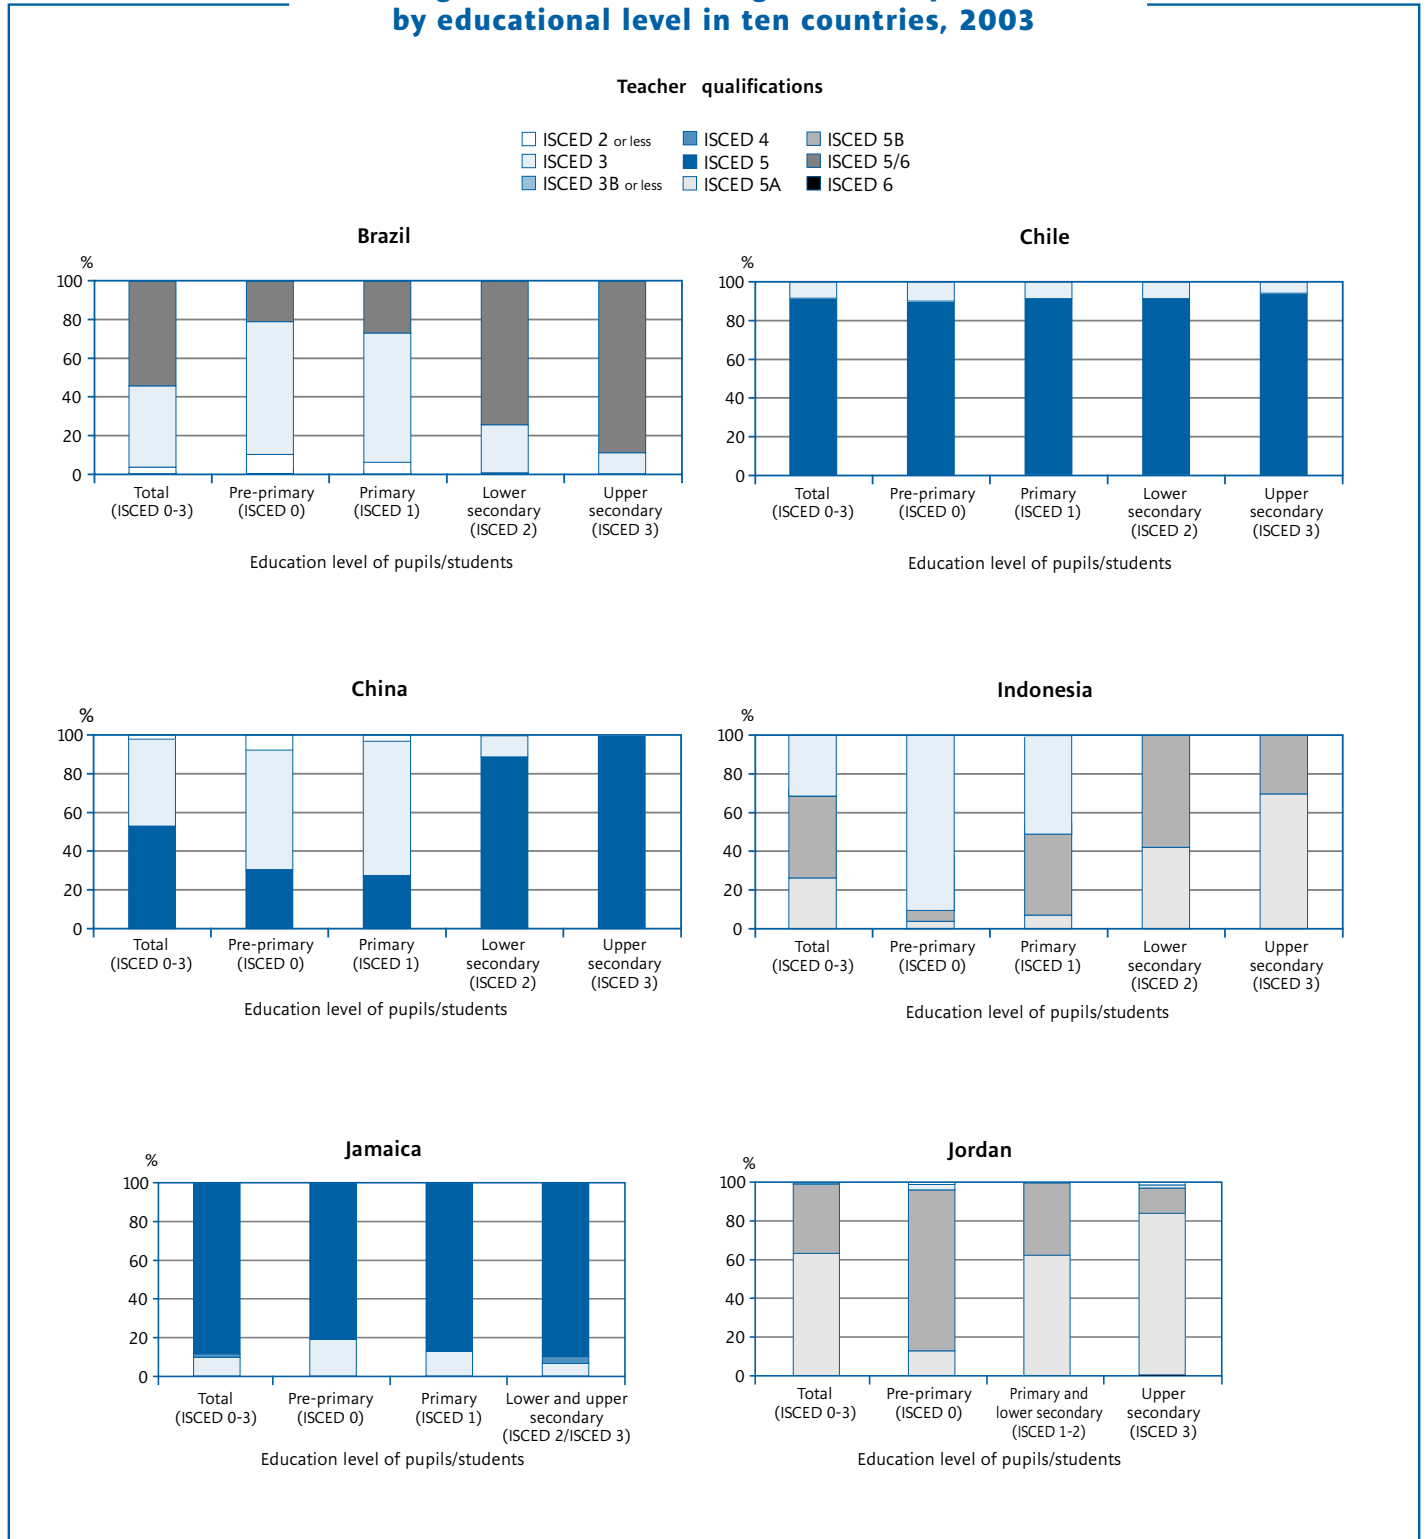 by educational level in ten countries, 2003
Teacher qualifications
ISCED 2 or less
ISCED 3
ISCED 3B or less
ISCED 4
ISCED 5
ISCED 5A
ISCED 5B
ISCED 5/6
ISCED 6
Brazil
%
100
80
60
40
20
0
Total
(ISCED 0-3)
Pre-primary
(ISCED 0)
Primary
(ISCED 1)
Lower
secondary
(ISCED 2)
Upper
secondary
(ISCED 3)
Education level of pupils/students
Chile
%
100
80
60
40
20
0
Total
(ISCED 0-3)
Pre-primary
(ISCED 0)
Primary
(ISCED 1)
Lower
secondary
(ISCED 2)
Upper
secondary
(ISCED 3)
Education level of pupils/students
China
%
100
80
60
40
20
0
Total
(ISCED 0-3)
Pre-primary
(ISCED 0)
Primary
(ISCED 1)
Lower
secondary
(ISCED 2)
Upper
secondary
(ISCED 3)
Education level of pupils/students
Indonesia
%
100
80
60
40
20
0
Total
(ISCED 0-3)
Pre-primary
(ISCED 0)
Primary
(ISCED 1)
Lower
secondary
(ISCED 2)
Upper
secondary
(ISCED 3)
Education level of pupils/students
Jamaica
%
100
80
60
40
20
0
Total
(ISCED 0-3)
Pre-primary
(ISCED 0)
Primary
(ISCED 1)
Lower and upper
secondary
(ISCED 2/ISCED 3)
Education level of pupils/students
Jordan
%
100
80
60
40
20
0
Total
(ISCED 0-3)
Pre-primary
(ISCED 0)
Primary and
lower secondary
(ISCED 1-2)
Upper
secondary
(ISCED 3)
Education level of pupils/students